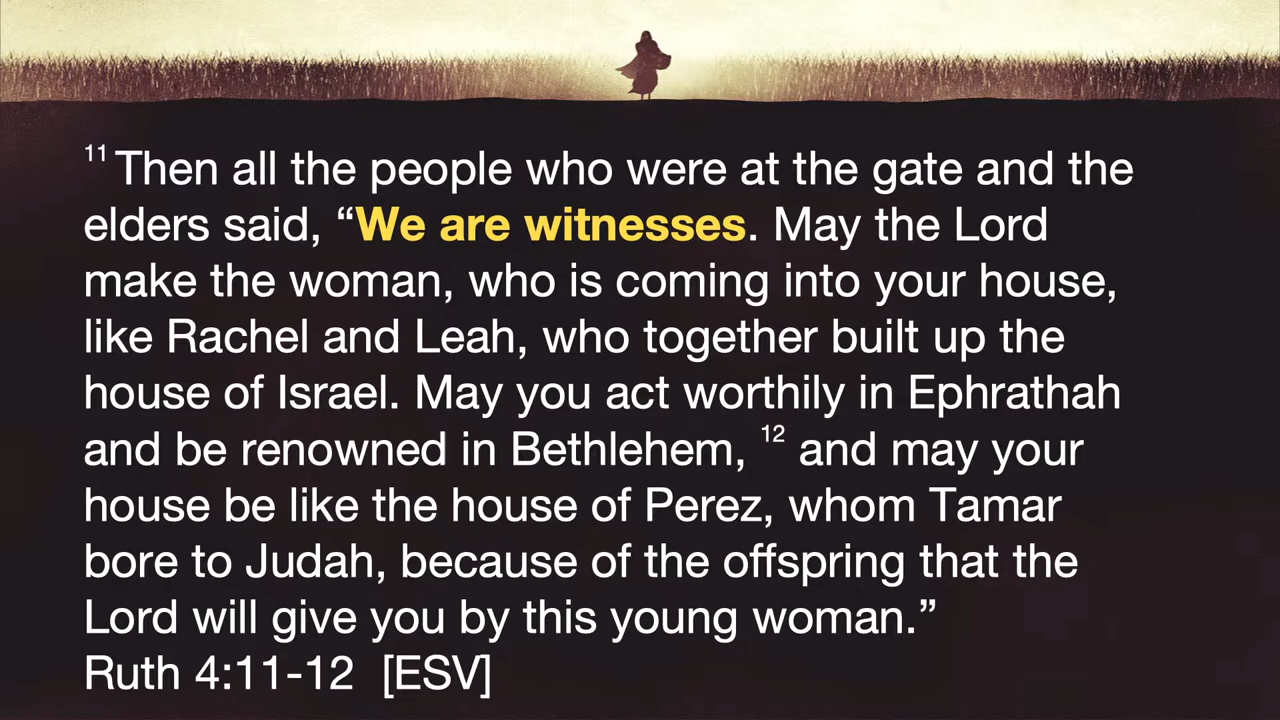 11 Then all the people who were at the gate and the
elders said, “We are witnesses. May the Lord
make the woman, who is coming into your house,
like Rachel and Leah, who together built up the
house of Israel. May you act worthily in Ephrathah
and be renowned in Bethlehem, 12 and may your
house be like the house of Perez, whom Tamar
bore to Judah, because of the offspring that the
Lord will give you by this young woman.”
Ruth 4:11-12 [ESV]